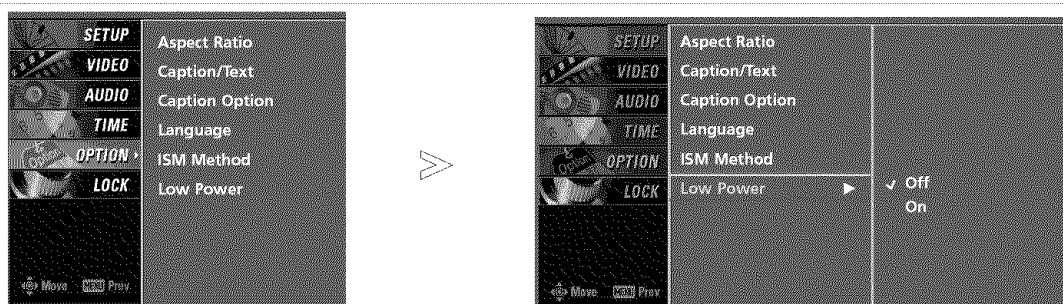 SETUP
VIDEO
AUDIO
TIME
OPTION
LOCK
Aspect Ratio
Caption/Text
Caption Option
Language
ISM Method
Low Power
Option
Move MENU Prev.
>
SETUP
VIDEO
AUDIO
TIME
OPTION
LOCK
Aspect Ratio
Caption/Text
Caption Option
Language
ISM Method
Low Power ▶
✓ Off
On
Option
Move MENU Prev.